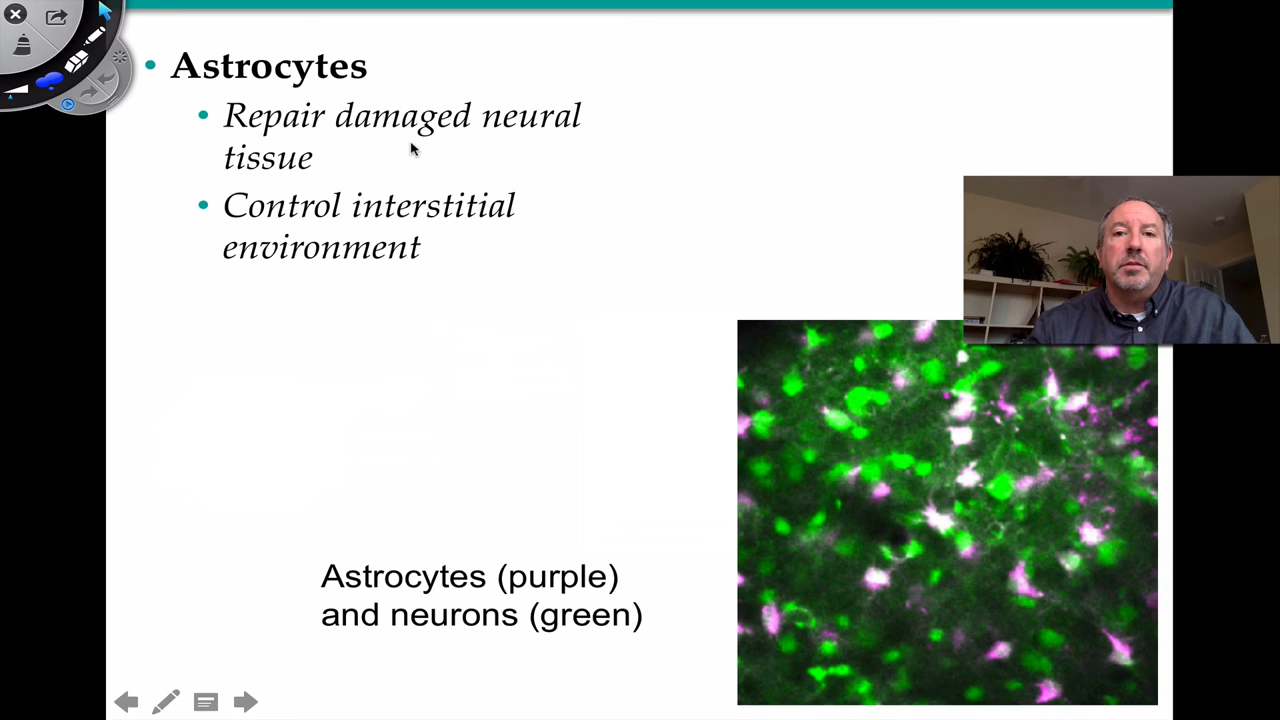 • Astrocytes
• Repair damaged neural
tissue
• Control interstitial
environment
Astrocytes (purple)
and neurons (green)